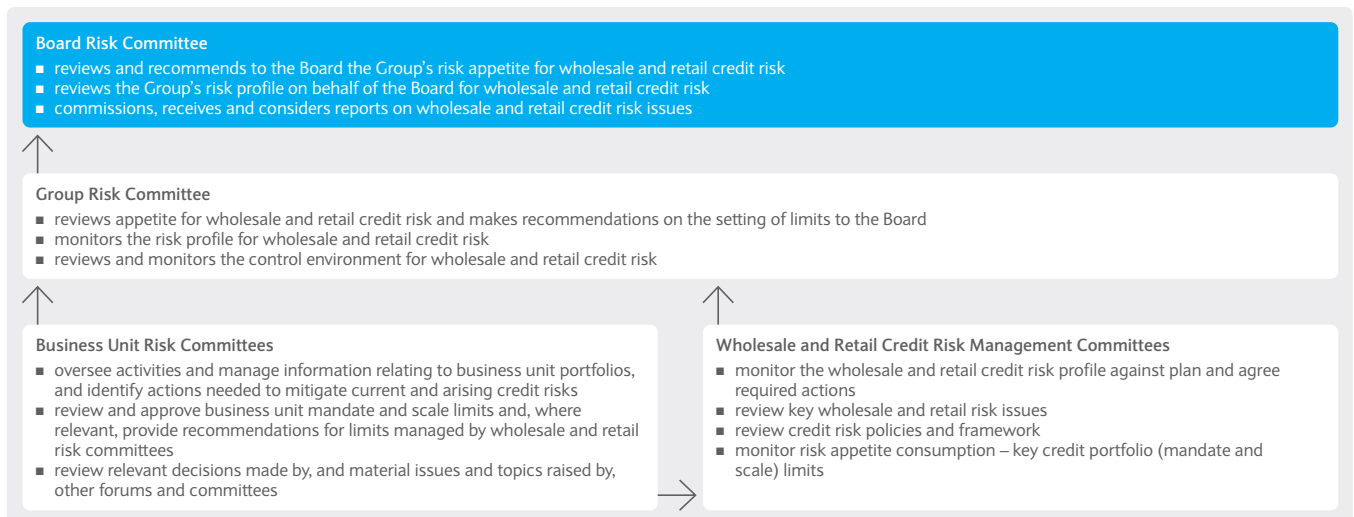 Board Risk Committee
■ reviews and recommends to the Board the Group's risk appetite for wholesale and retail credit risk
■ reviews the Group's risk profile on behalf of the Board for wholesale and retail credit risk
■ commissions, receives and considers reports on wholesale and retail credit risk issues
Group Risk Committee
■ reviews appetite for wholesale and retail credit risk and makes recommendations on the setting of limits to the Board
■ monitors the risk profile for wholesale and retail credit risk
■ reviews and monitors the control environment for wholesale and retail credit risk
Business Unit Risk Committees
■ oversee activities and manage information relating to business unit portfolios,
and identify actions needed to mitigate current and arising credit risks
■ review and approve business unit mandate and scale limits and, where
relevant, provide recommendations for limits managed by wholesale and retail
risk committees
■ review relevant decisions made by, and material issues and topics raised by,
other forums and committees
Wholesale and Retail Credit Risk Management Committees
■ monitor the wholesale and retail credit risk profile against plan and agree
required actions
■ review key wholesale and retail risk issues
■ review credit risk policies and framework
■ monitor risk appetite consumption – key credit portfolio (mandate and
scale) limits